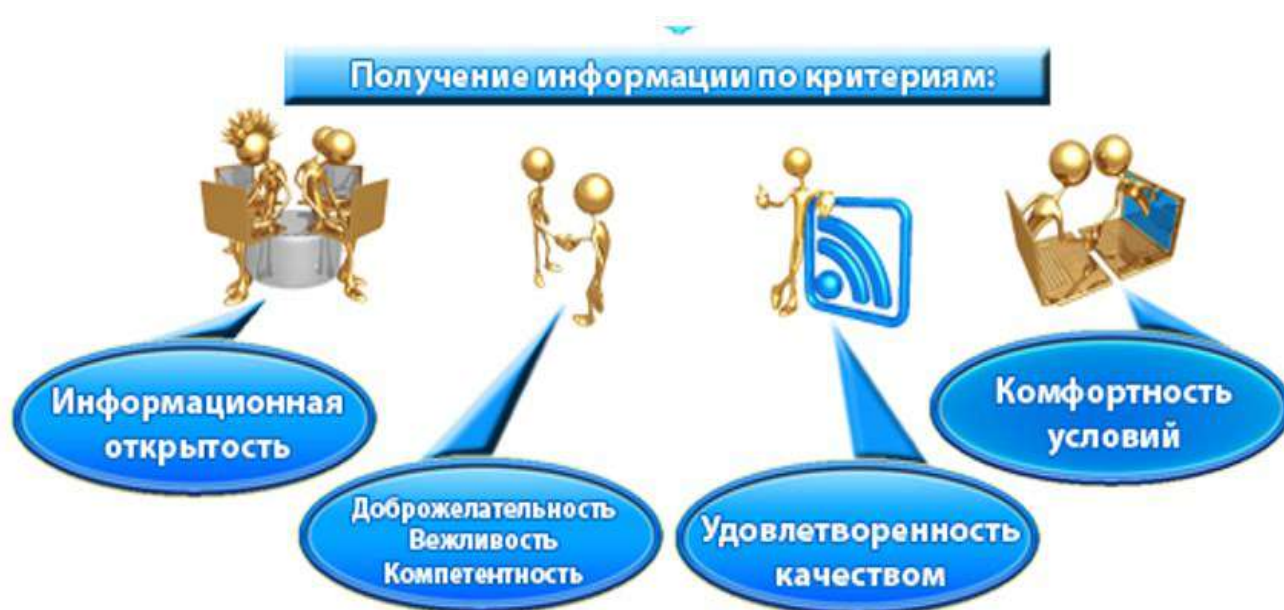 Получение информации по критериям:
Информационная
открытость
Доброжелательность
Вежливость
Компетентность
Удовлетворенность
качеством
Комфортность
условий